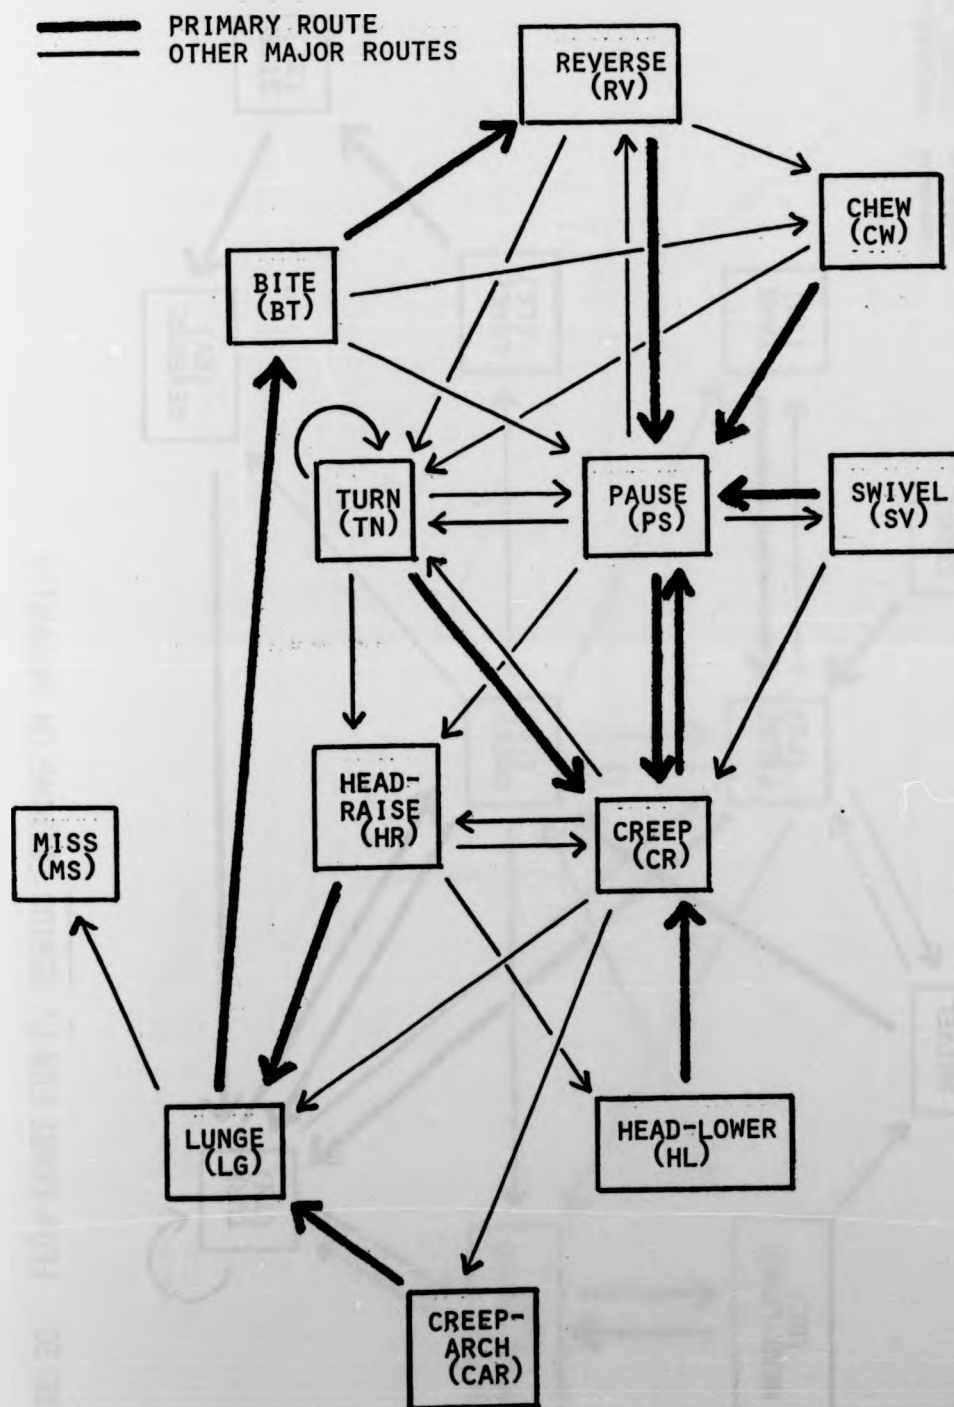 PRIMARY ROUTE
OTHER MAJOR ROUTES
REVERSE
(RV)
CHEW
(CW)
BITE
(BT)
TURN
(TN)
PAUSE
(PS)
SWIVEL
(SV)
HEAD-
RAISE
(HR)
CREEP
(CR)
MISS
(MS)
LUNGE
(LG)
HEAD-LOWER
(HL)
CREEP-
ARCH
(CAR)